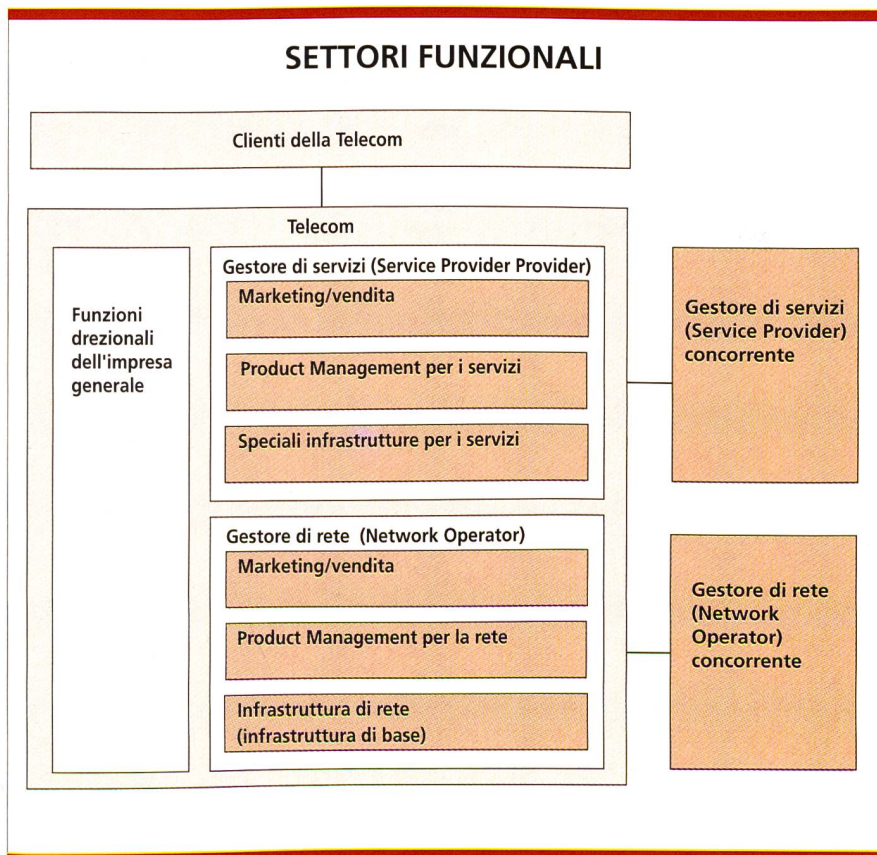 SETTORI FUNZIONALI
Clienti della Telecom
Telecom
Funzioni
drezionali
dell'impresa
generale
Gestore di servizi (Service Provider Provider)
Marketing/vendita
Product Management per i servizi
Speciali infrastrutture per i servizi
Gestore di rete (Network Operator)
Marketing/vendita
Product Management per la rete
Infrastruttura di rete
(infrastruttura di base)
Gestore di servizi
(Service Provider)
concorrente
Gestore di rete
(Network
Operator)
concorrente